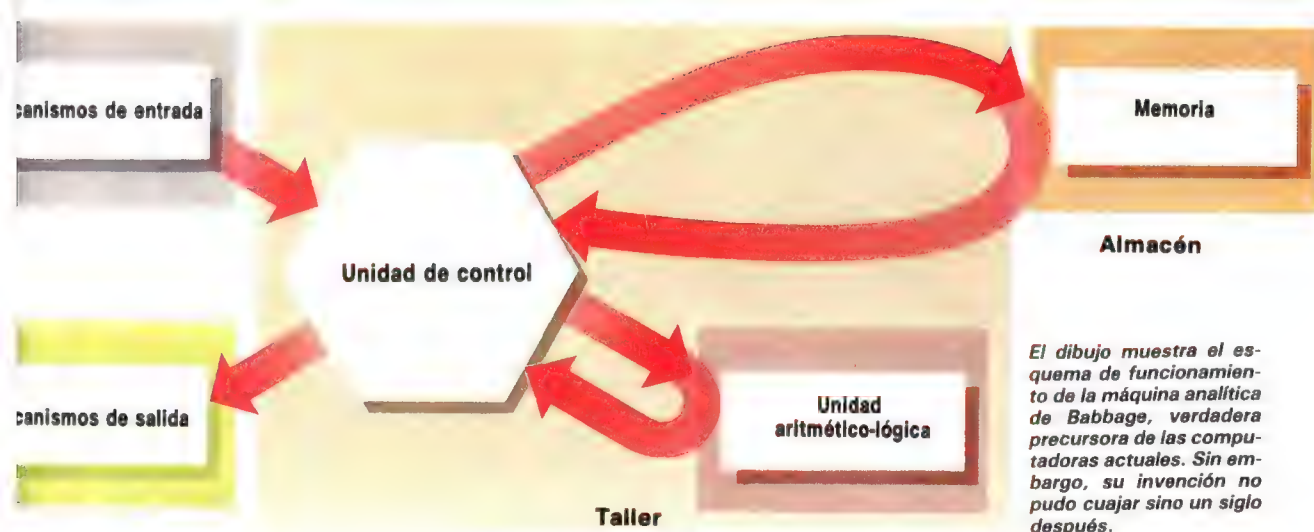 canismos de entrada
Memoria
Almacén
Unidad de control
canismos de salida
Unidad
aritmético-lógica
Taller
El dibujo muestra el es-
quema de funcionamien-
to de la máquina analítica
de Babbage, verdadera
precursora de las compu-
tadoras actuales. Sin em-
bargo, su invención no
pudo cuajar sino un siglo
después.